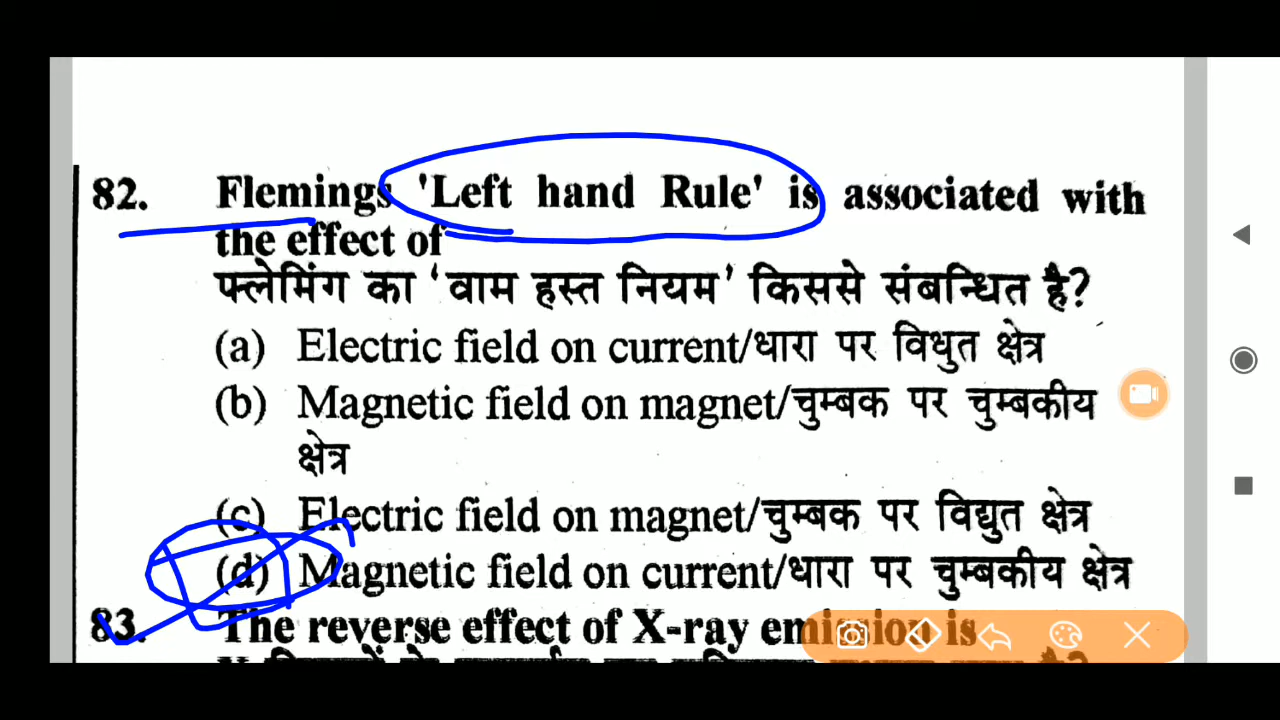 82. Flemings 'Left hand Rule' is associated with
the effect of
फ्लेमिंग का 'वाम हस्त नियम' किससे संबन्धित है?
(a) Electric field on current/धारा पर विधुत क्षेत्र
(b) Magnetic field on magnet/चुम्बक पर चुम्बकीय
क्षेत्र
(c) Electric field on magnet/चुम्बक पर विद्युत क्षेत्र
(d) Magnetic field on current/धारा पर चुम्बकीय क्षेत्र
83. The reverse effect of X-ray emission is